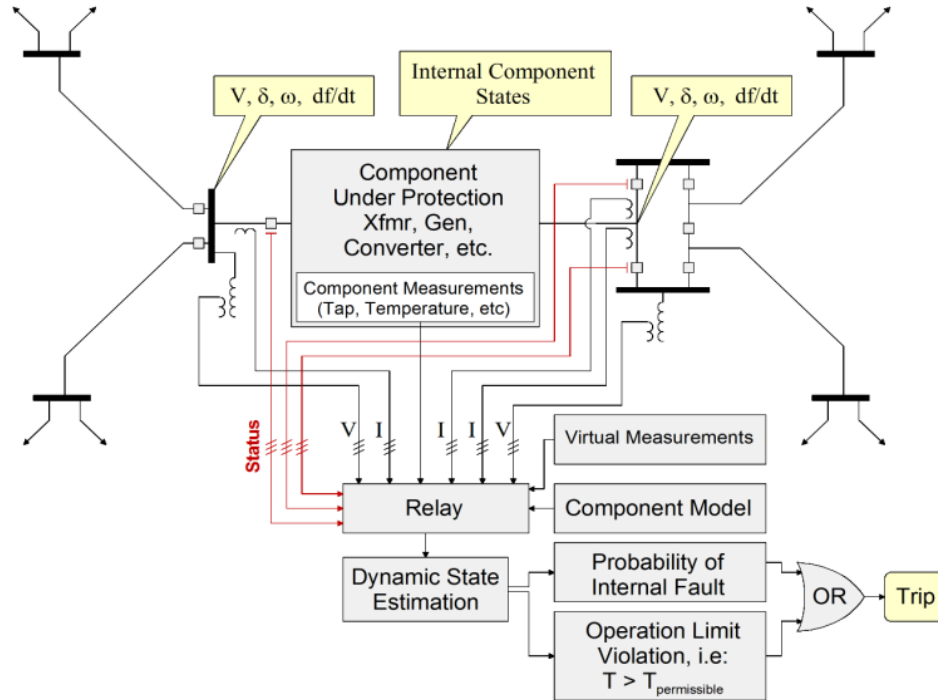 Internal Component
States
V, δ, ω, df/dt
V, δ, ω, df/dt
Component
Under Protection
Xfmr, Gen,
Converter, etc.
Component Measurements
(Tap, Temperature, etc)
Status
V
I
I
I
V
Virtual Measurements
Relay
Component Model
Dynamic State
Estimation
Probability of
Internal Fault
OR
Trip
Operation Limit
Violation, i.e:
T > Tpermissible